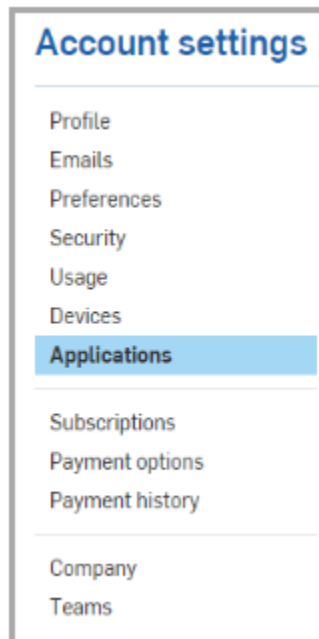 Account settings
Profile
Emails
Preferences
Security
Usage
Devices
Applications
Subscriptions
Payment options
Payment history
Company
Teams